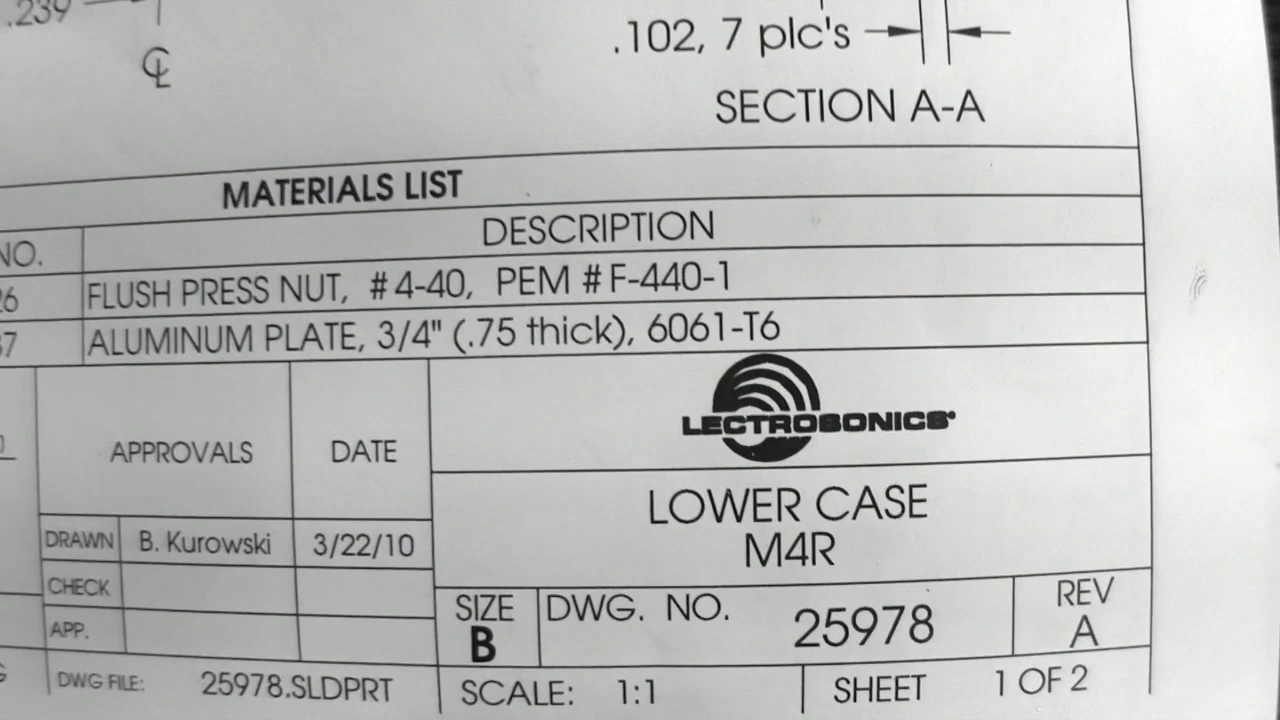 .239
.102, 7 plc's
℄
SECTION A-A
MATERIALS LIST
NO. DESCRIPTION
26 FLUSH PRESS NUT, #4-40, PEM #F-440-1
37 ALUMINUM PLATE, 3/4" (.75 thick), 6061-T6
LECTROSONICS
APPROVALS DATE
LOWER CASE
M4R
DRAWN B. Kurowski 3/22/10
CHECK
APP.
SIZE B DWG. NO. 25978 REV A
DWG FILE: 25978.SLDPRT SCALE: 1:1 SHEET 1 OF 2